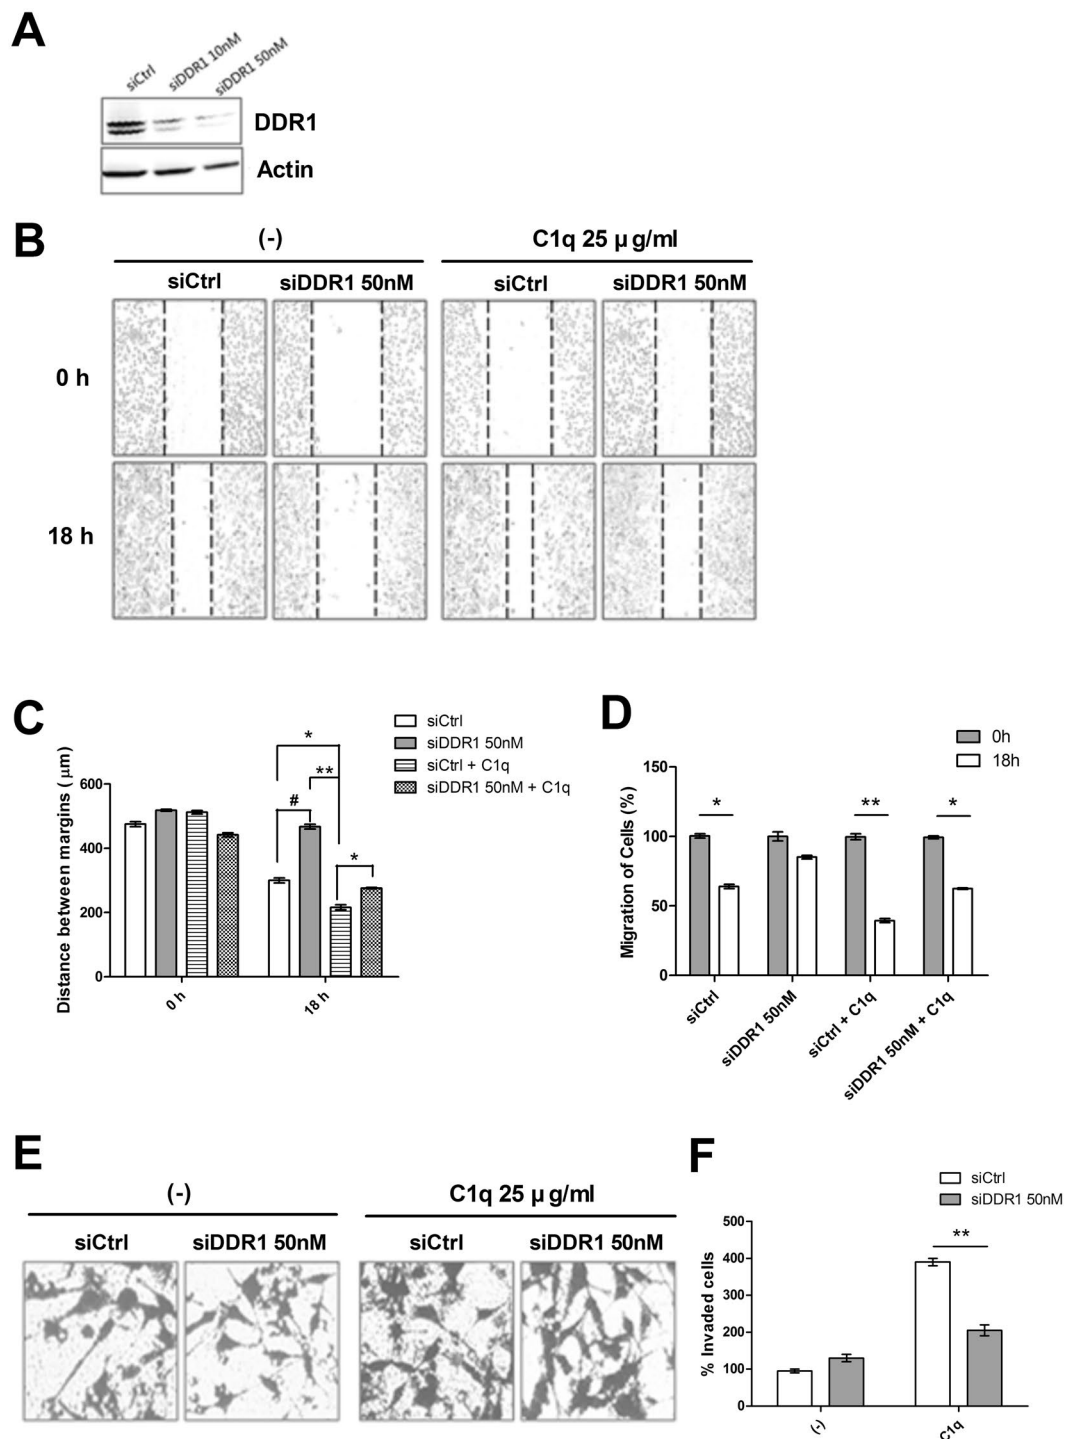 A
siCtrl
siDDR1 10nM
siDDR1 50nM
DDR1
Actin
B
(-)
C1q 25 µg/ml
siCtrl
siDDR1 50nM
siCtrl
siDDR1 50nM
0 h
18 h
C
siCtrl
siDDR1 50nM
siCtrl + C1q
siDDR1 50nM + C1q
Distance between margins (µm)
600
400
200
0
*
**
#
*
0 h
18 h
D
0h
18h
Migration of Cells (%)
150
100
50
0
*
**
*
siCtrl
siDDR1 50nM
siCtrl + C1q
siDDR1 50nM + C1q
E
(-)
C1q 25 µg/ml
siCtrl
siDDR1 50nM
siCtrl
siDDR1 50nM
F
siCtrl
siDDR1 50nM
% Invaded cells
500
400
300
200
100
0
**
(-)
C1q